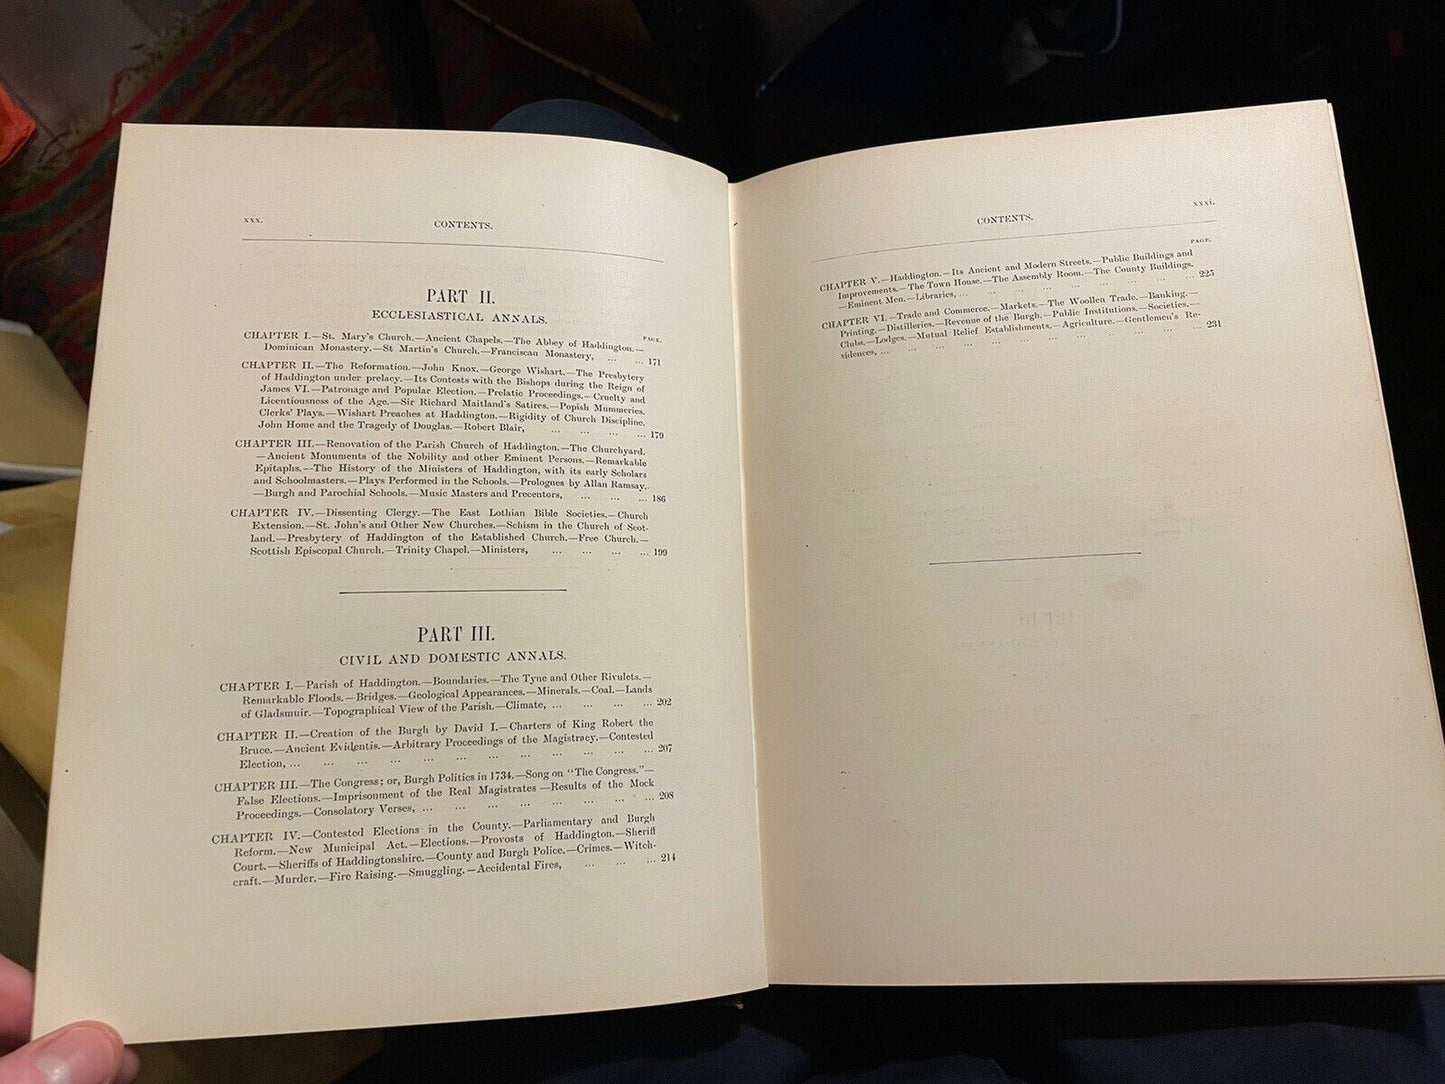 xxx.
CONTENTS.
PART II.
ECCLESIASTICAL ANNALS.
PAGE.
CHAPTER I.—St. Mary's Church.—Ancient Chapels.—The Abbey of Haddington.—
Dominican Monastery.—St Martin's Church.—Franciscan Monastery, ... ... 171
CHAPTER II.—The Reformation.—John Knox.—George Wishart.—The Presbytery
of Haddington under prelacy.—Its Contests with the Bishops during the Reign of
James VI.—Patronage and Popular Election.—Prelatic Proceedings.—Cruelty and
Licentiousness of the Age.—Sir Richard Maitland's Satires.—Popish Mummeries.
Clerks' Plays.—Wishart Preaches at Haddington.—Rigidity of Church Discipline.
John Home and the Tragedy of Douglas.—Robert Blair, ... ... ... ... 179
CHAPTER III.—Renovation of the Parish Church of Haddington.—The Churchyard.
—Ancient Monuments of the Nobility and other Eminent Persons.—Remarkable
Epitaphs.—The History of the Ministers of Haddington, with its early Scholars
and Schoolmasters.—Plays Performed in the Schools.—Prologues by Allan Ramsay.
—Burgh and Parochial Schools.—Music Masters and Precentors, ... ... ... 186
CHAPTER IV.—Dissenting Clergy.—The East Lothian Bible Societies.—Church
Extension.—St. John's and Other New Churches.—Schism in the Church of Scot-
land.—Presbytery of Haddington of the Established Church.—Free Church.—
Scottish Episcopal Church.—Trinity Chapel.—Ministers, ... ... ... ... 199
PART III.
CIVIL AND DOMESTIC ANNALS.
CHAPTER I.—Parish of Haddington.—Boundaries.—The Tyne and Other Rivulets.—
Remarkable Floods.—Bridges.—Geological Appearances.—Minerals.—Coal.—Lands
of Gladsmuir.—Topographical View of the Parish.—Climate, ... ... ... ... 202
CHAPTER II.—Creation of the Burgh by David I.—Charters of King Robert the
Bruce.—Ancient Evidentis.—Arbitrary Proceedings of the Magistracy.—Contested
Election, ... ... ... ... ... ... ... ... ... ... ... ... 207
CHAPTER III.—The Congress; or, Burgh Politics in 1734.—Song on "The Congress."—
False Elections.—Imprisonment of the Real Magistrates—Results of the Mock
Proceedings.—Consolatory Verses, ... ... ... ... ... ... ... 208
CHAPTER IV.—Contested Elections in the County.—Parliamentary and Burgh
Reform.—New Municipal Act.—Elections.—Provosts of Haddington.—Sheriff
Court.—Sheriffs of Haddingtonshire.—County and Burgh Police.—Crimes.—Witch-
craft.—Murder.—Fire Raising.—Smuggling.—Accidental Fires, ... ... ... 214
xxxi.
CONTENTS.
PAGE.
CHAPTER V.—Haddington.—Its Ancient and Modern Streets.—Public Buildings and
Improvements.—The Town House.—The Assembly Room.—The County Buildings.
—Eminent Men.—Libraries, ... ... ... ... ... ... ... ... ... 225
CHAPTER VI.—Trade and Commerce.—Markets.—The Woollen Trade.—Banking.—
Printing.—Distilleries.—Revenue of the Burgh.—Public Institutions.—Societies.—
Clubs.—Lodges.—Mutual Relief Establishments.—Agriculture.—Gentlemen's Re-
sidences, ... ... ... ... ... ... ... ... ... ... ... ... 231